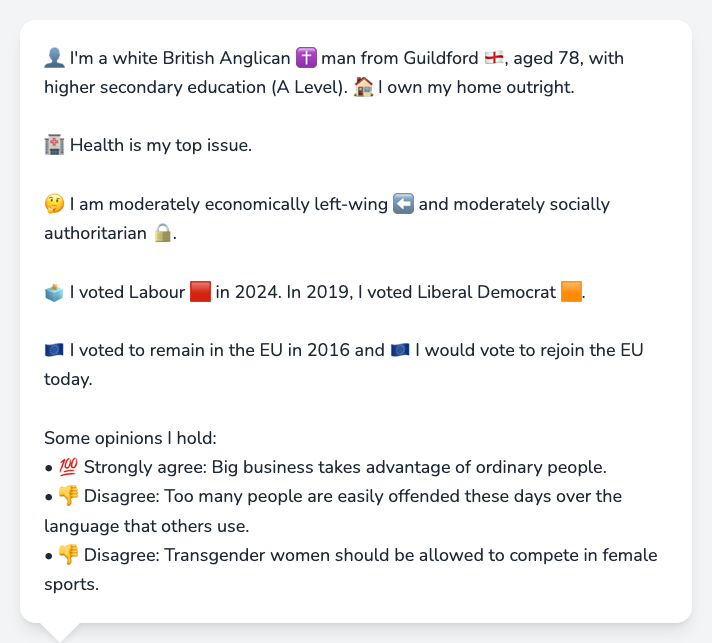 👤 I'm a white British Anglican ✝️ man from Guildford 🏴󠁧󠁢󠁥󠁮󠁧󠁿, aged 78, with
higher secondary education (A Level). 🏠 I own my home outright.
🏥 Health is my top issue.
🤔 I am moderately economically left-wing ⬅️ and moderately socially
authoritarian 🔒.
🗳️ I voted Labour 🟥 in 2024. In 2019, I voted Liberal Democrat 🟧.
🇪🇺 I voted to remain in the EU in 2016 and 🇪🇺 I would vote to rejoin the EU
today.
Some opinions I hold:
• 💯 Strongly agree: Big business takes advantage of ordinary people.
• 👎 Disagree: Too many people are easily offended these days over the
language that others use.
• 👎 Disagree: Transgender women should be allowed to compete in female
sports.